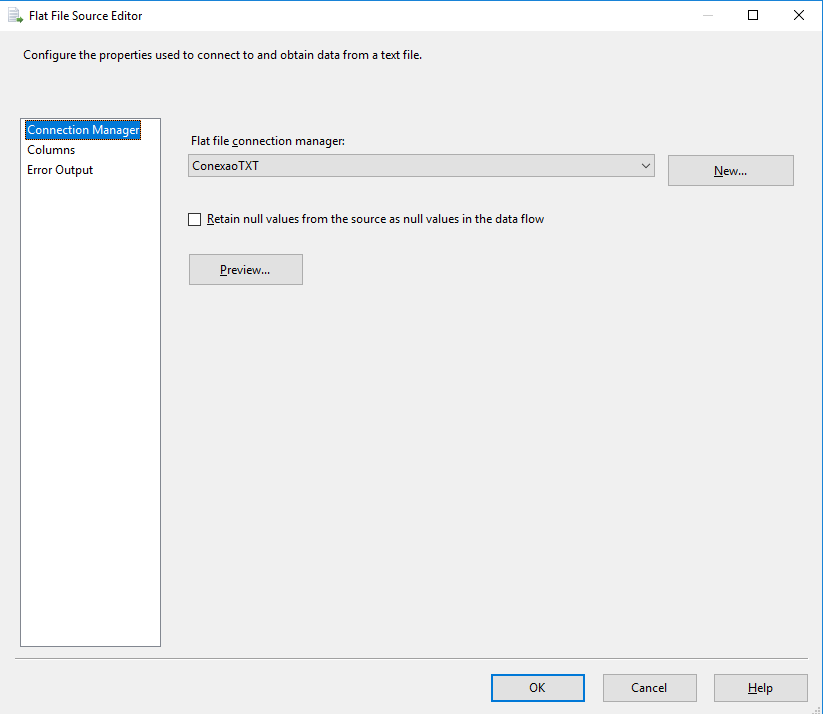 Flat File Source Editor
Configure the properties used to connect to and obtain data from a text file.
Connection Manager
Columns
Error Output
Flat file connection manager:
ConexaoTXT
New...
Retain null values from the source as null values in the data flow
Preview...
OK
Cancel
Help